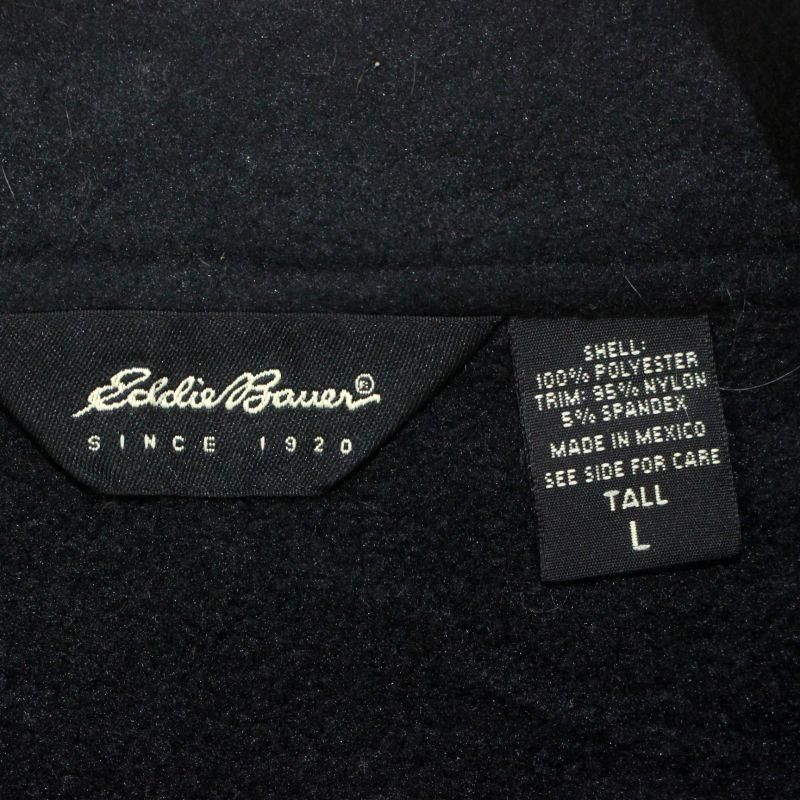 Eddie Bauer®
SINCE 1920
SHELL:
100% POLYESTER
TRIM: 95% NYLON
5% SPANDEX
MADE IN MEXICO
SEE SIDE FOR CARE
TALL
L